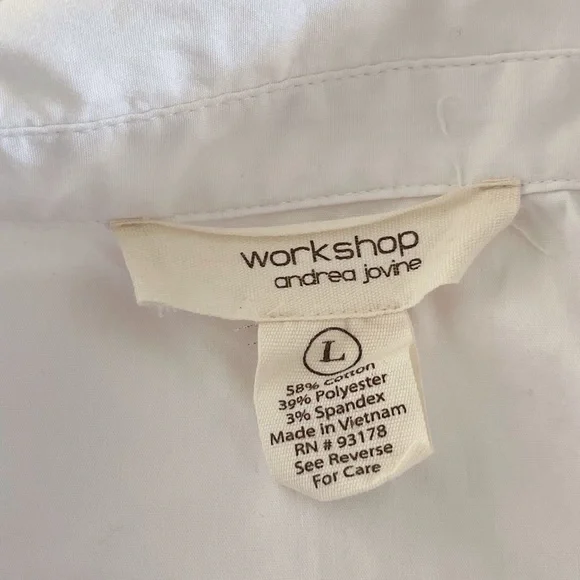 workshop
andrea jovine
L
58% Cotton
39% Polyester
3% Spandex
Made in Vietnam
RN # 93178
See Reverse
For Care